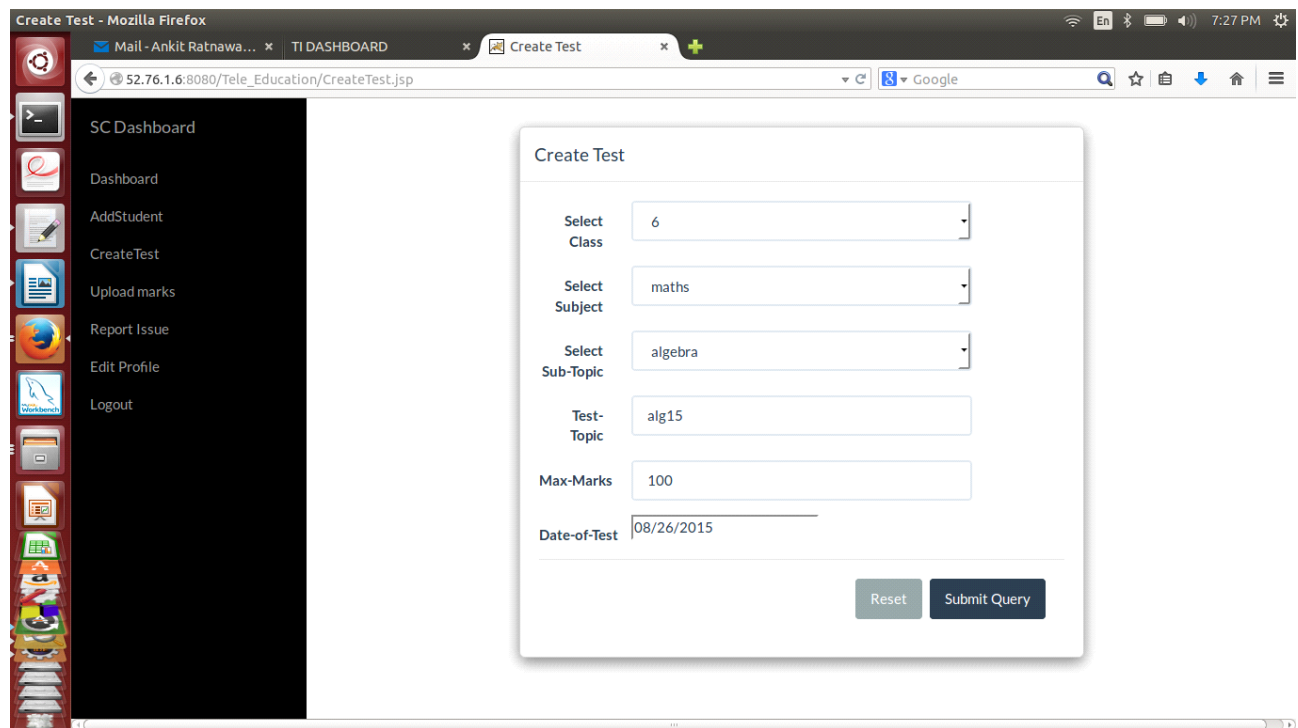 Create Test - Mozilla Firefox
En
7:27 PM
Mail - Ankit Ratnawa...
TI DASHBOARD
Create Test
52.76.1.6:8080/Tele_Education/CreateTest.jsp
8
Google
SC Dashboard
Dashboard
AddStudent
CreateTest
Upload marks
Report Issue
Edit Profile
Logout
Create Test
Select
Class
6
Select
Subject
maths
Select
Sub-Topic
algebra
Test-
Topic
alg15
Max-Marks
100
Date-of-Test
08/26/2015
Reset
Submit Query
Workbench